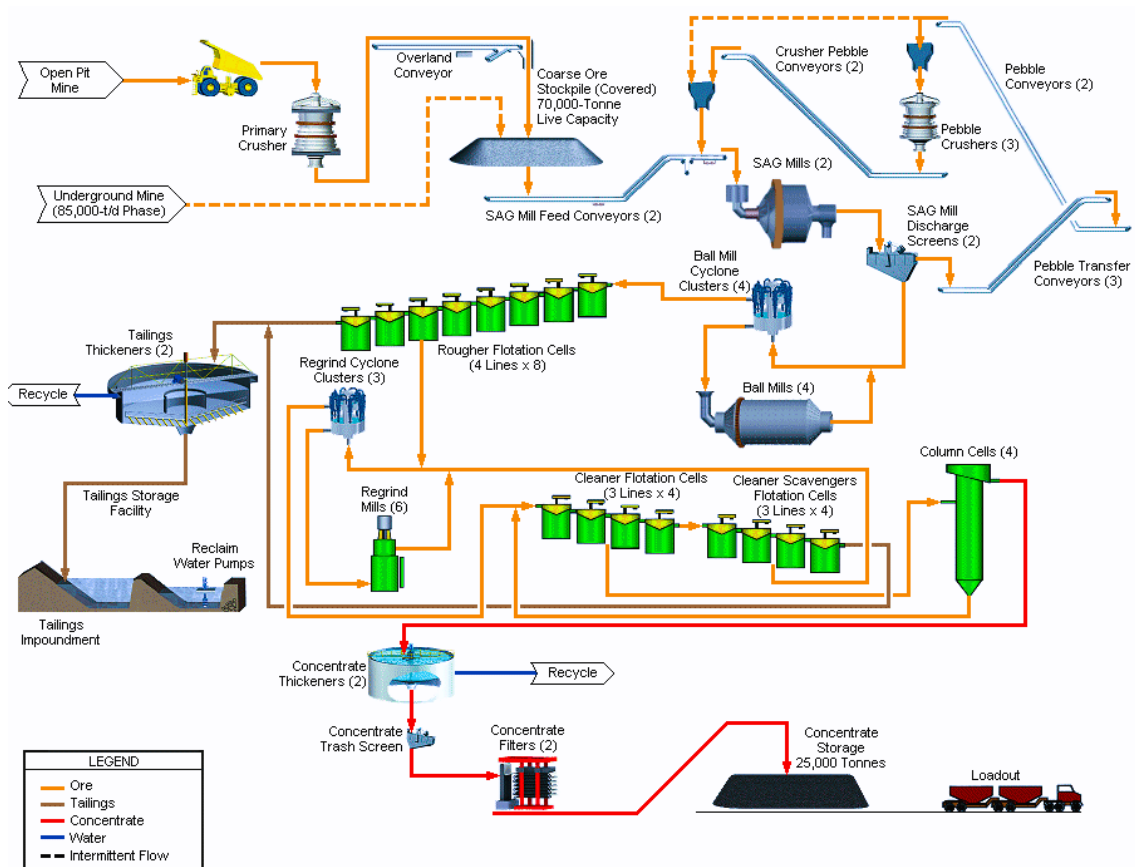 Open Pit
Mine
Primary
Crusher
Overland
Conveyor
Coarse Ore
Stockpile (Covered)
70,000-Tonne
Live Capacity
Crusher Pebble
Conveyors (2)
Pebble
Conveyors (2)
Pebble
Crushers (3)
Underground Mine
(85,000-t/d Phase)
SAG Mill Feed Conveyors (2)
SAG Mills (2)
SAG Mill
Discharge
Screens (2)
Pebble Transfer
Conveyors (3)
Ball Mill
Cyclone
Clusters (4)
Tailings
Thickeners (2)
Rougher Flotation Cells
(4 Lines x 8)
Regrind Cyclone
Clusters (3)
Recycle
Ball Mills (4)
Column Cells (4)
Tailings Storage
Facility
Regrind
Mills (6)
Cleaner Flotation Cells
(3 Lines x 4)
Cleaner Scavengers
Flotation Cells
(3 Lines x 4)
Reclaim
Water Pumps
Tailings
Impoundment
Concentrate
Thickeners (2)
Recycle
Concentrate
Trash Screen
Concentrate
Filters (2)
Concentrate
Storage
25,000 Tonnes
Loadout
LEGEND
Ore
Tailings
Concentrate
Water
Intermittent Flow